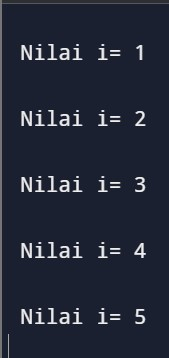 Nilai i= 1
Nilai i= 2
Nilai i= 3
Nilai i= 4
Nilai i= 5